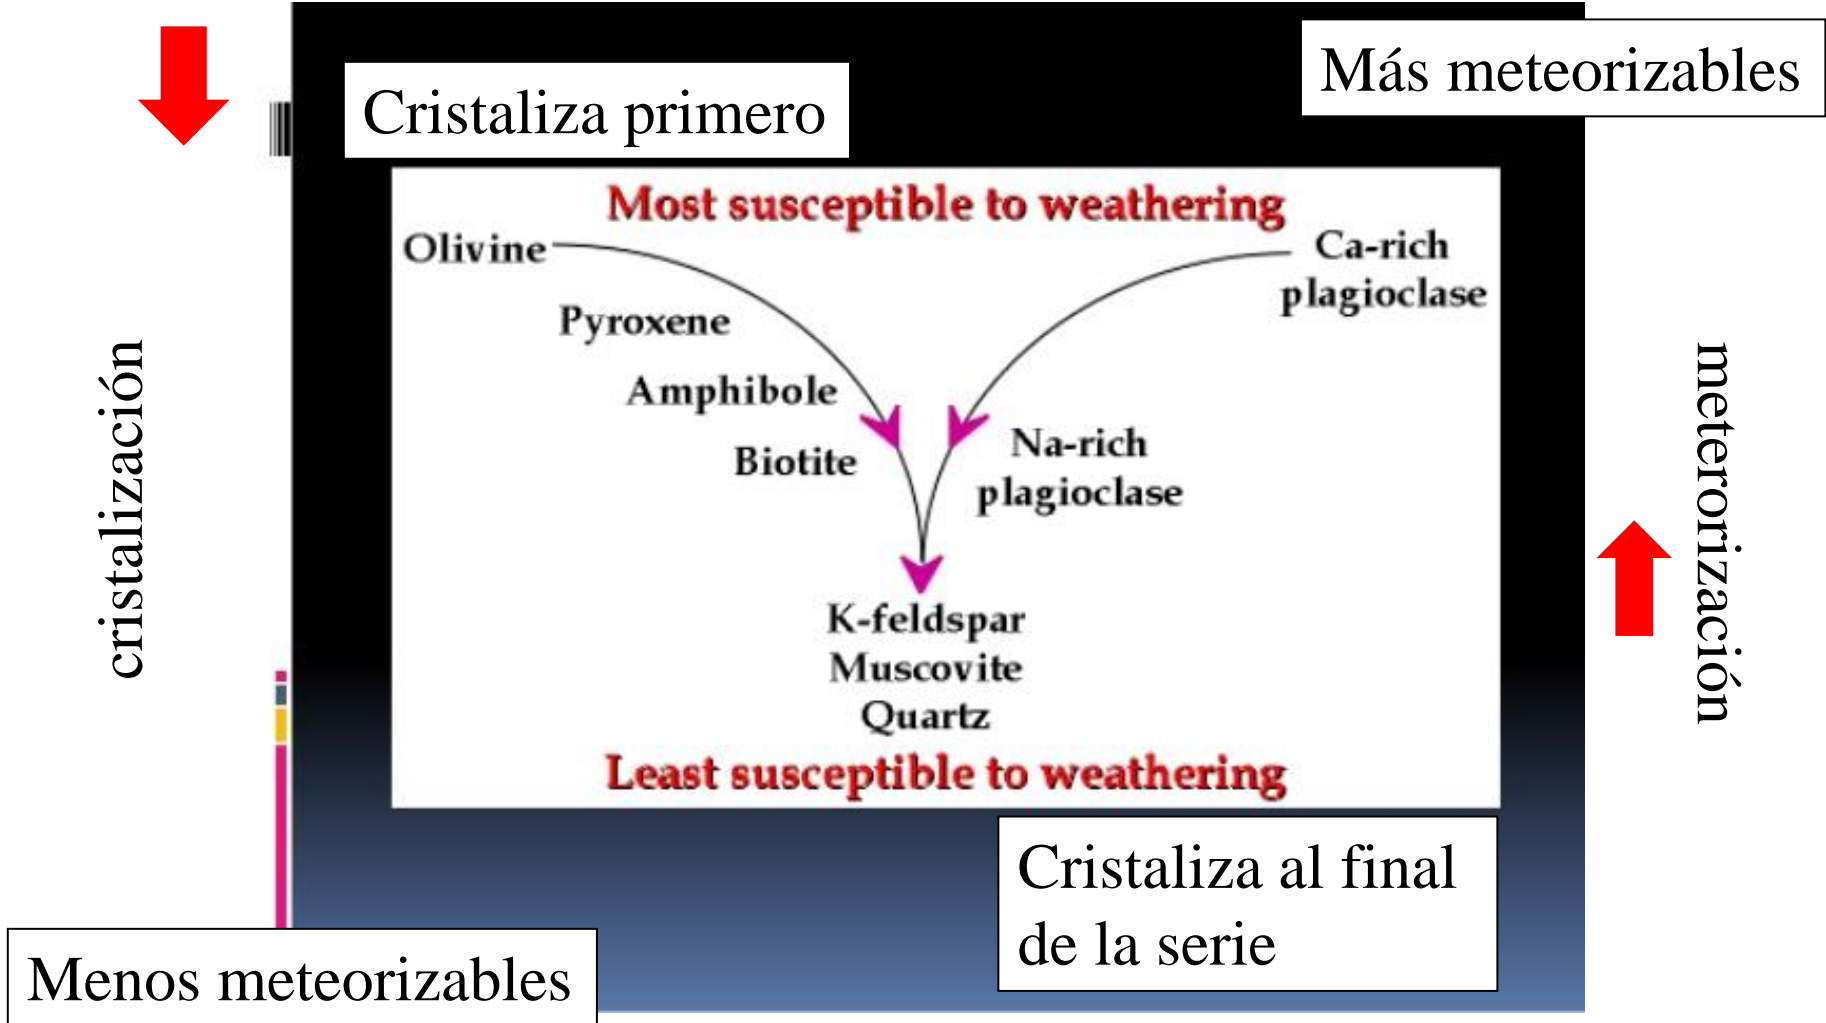 Más meteorizables
Cristaliza primero
Most susceptible to weathering
Olivine
Ca-rich
plagioclase
Pyroxene
Amphibole
Biotite
Na-rich
plagioclase
K-feldspar
Muscovite
Quartz
Least susceptible to weathering
cristalización
meterorización
Cristaliza al final
de la serie
Menos meteorizables